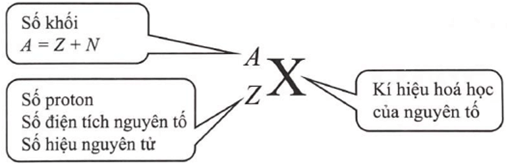 Số khối
A = Z + N
A
Z
X
Số proton
Số điện tích nguyên tố
Số hiệu nguyên tử
Kí hiệu hoá học
của nguyên tố